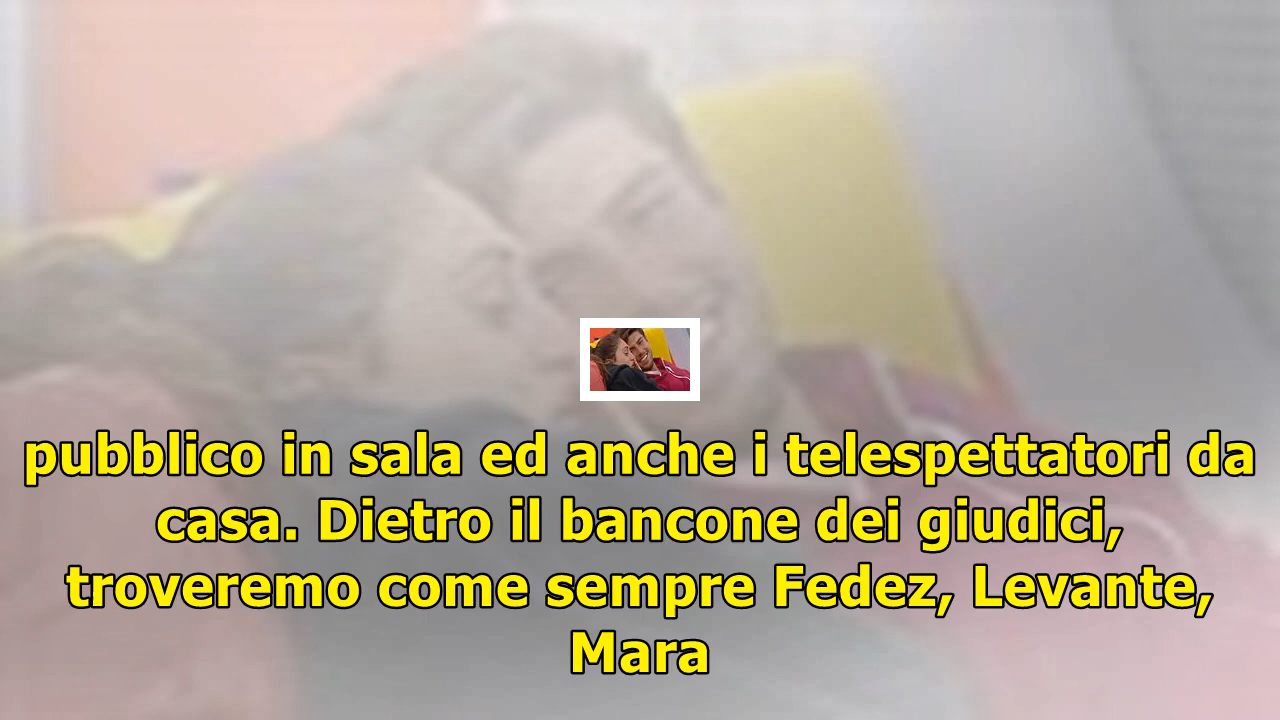 pubblico in sala ed anche i telespettatori da
casa. Dietro il bancone dei giudici,
troveremo come sempre Fedez, Levante,
Mara